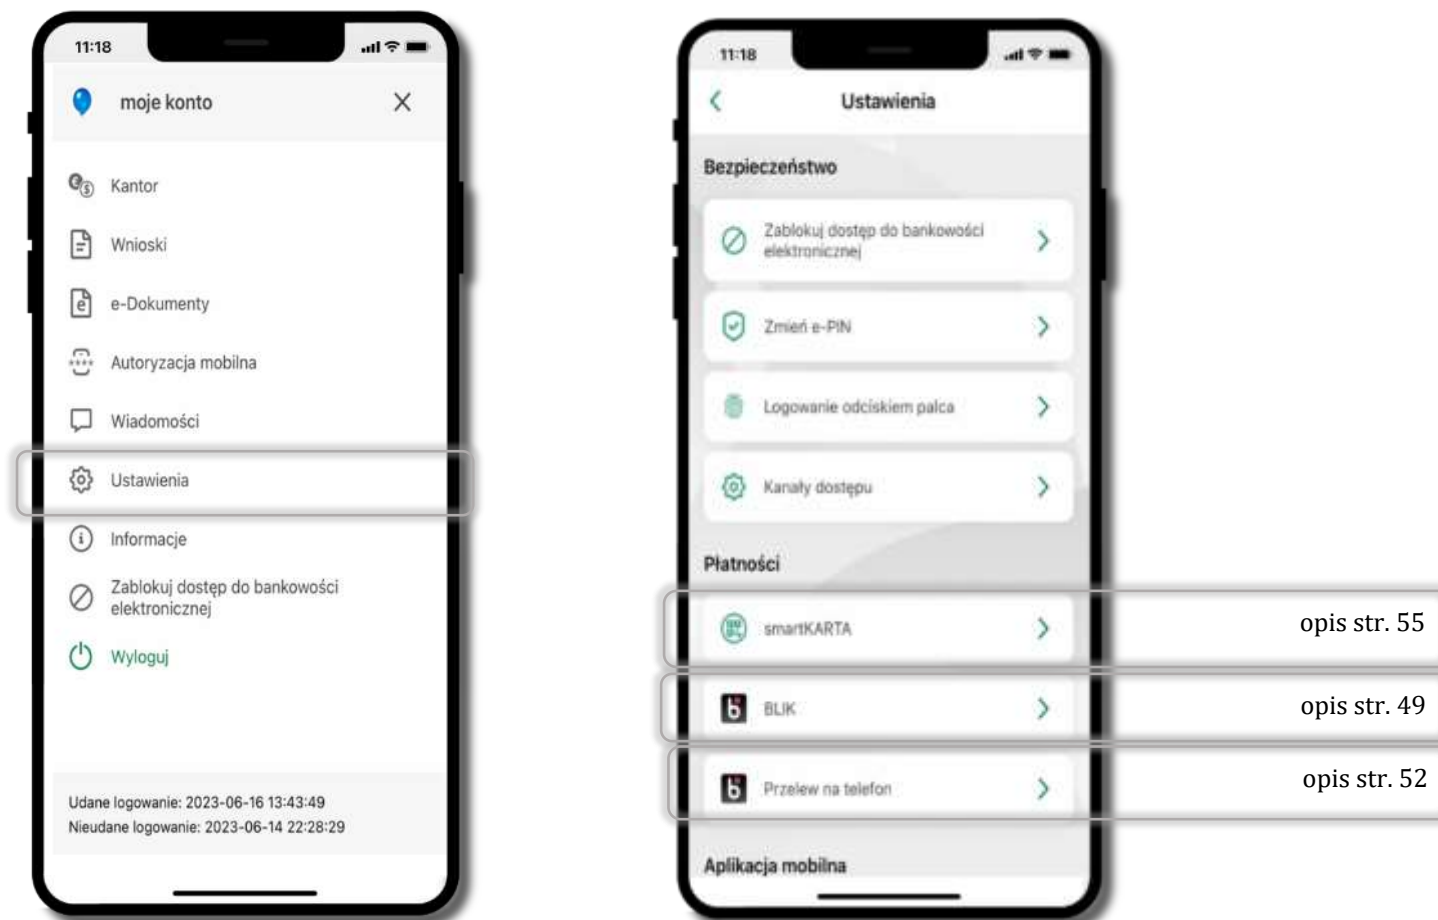 11:18
moje konto
Kantor
Wnioski
e-Dokumenty
Autoryzacja mobilna
Wiadomości
Ustawienia
Informacje
Zablokuj dostęp do bankowości
elektronicznej
Wyloguj
Udane logowanie: 2023-06-16 13:43:49
Nieudane logowanie: 2023-06-14 22:28:29
11:18
Ustawienia
Bezpieczeństwo
Zablokuj dostęp do bankowości
elektronicznej
Zmień e-PIN
Logowanie odciskiem palca
Kanały dostępu
Płatności
smartKARTA
opis str. 55
BLIK
opis str. 49
Przelew na telefon
opis str. 52
Aplikacja mobilna